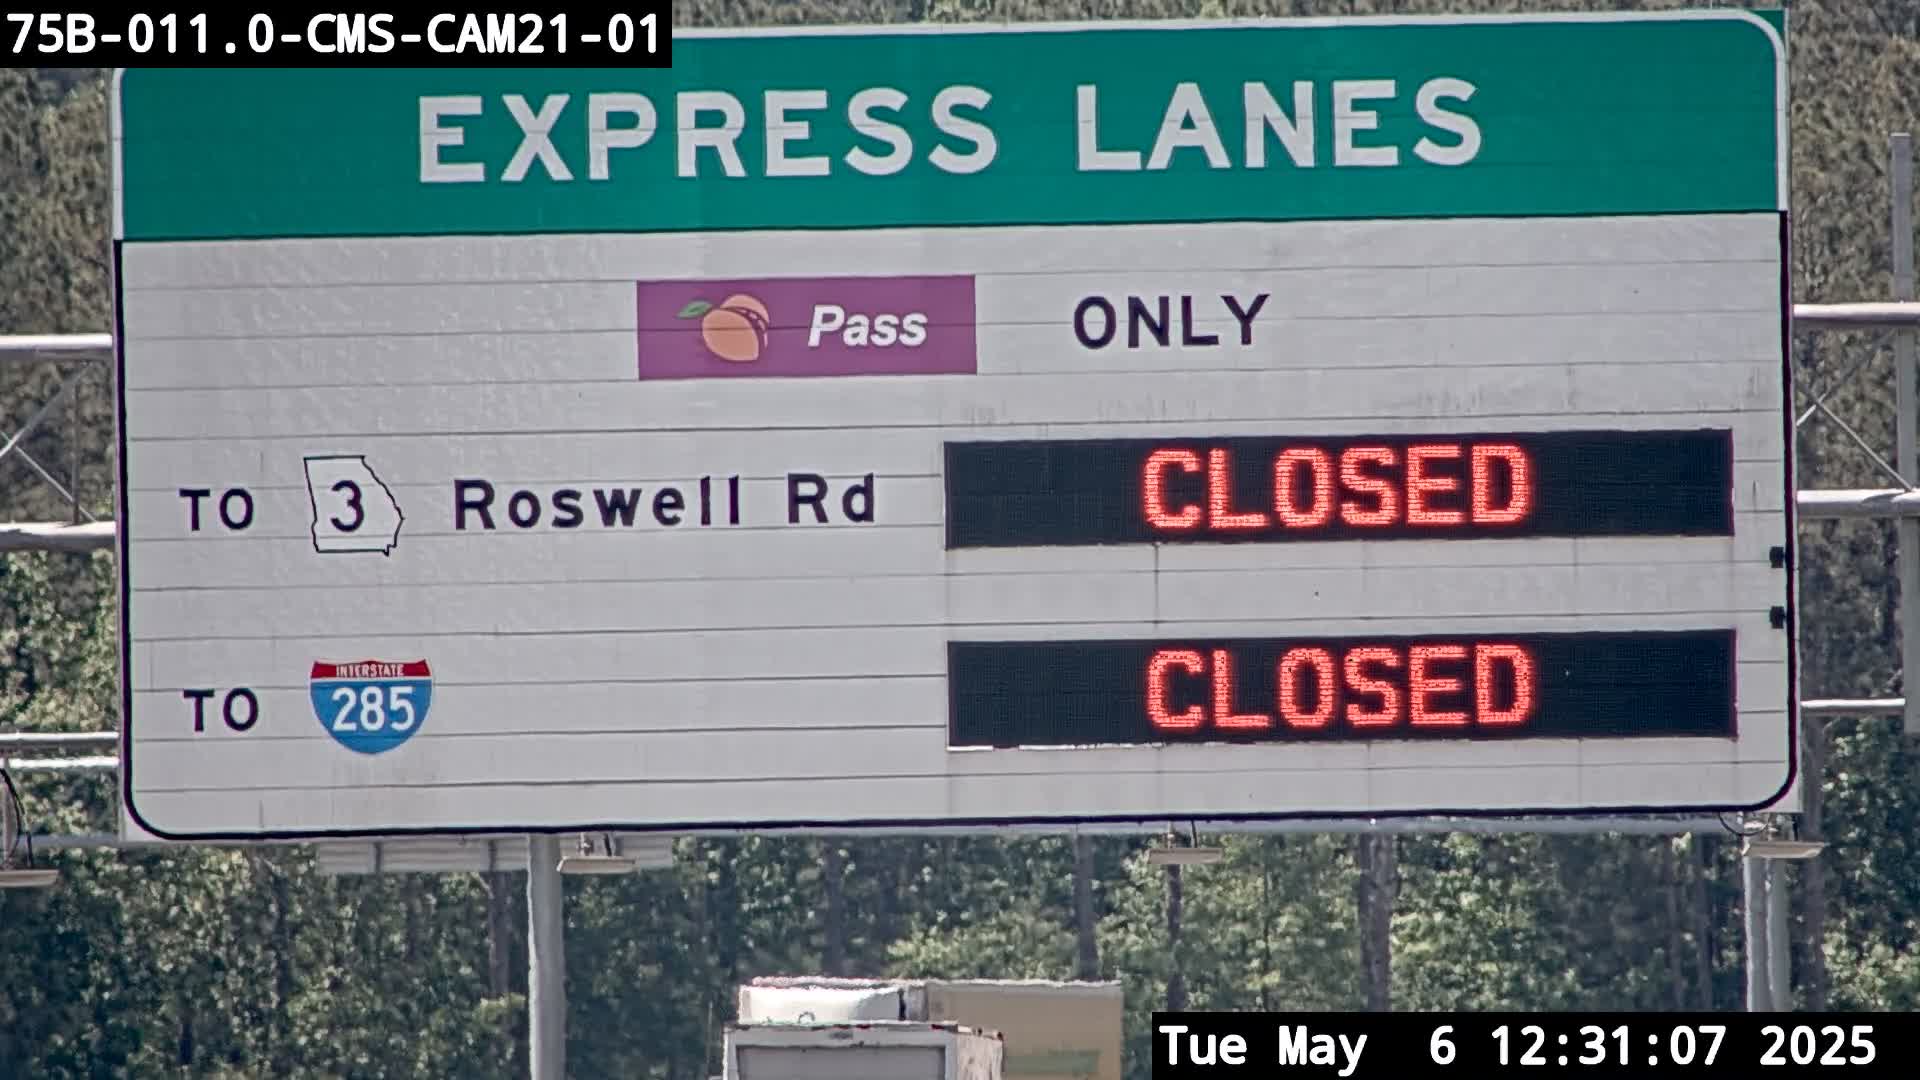 75B-011.0-CMS-CAM21-01
EXPRESS LANES
Pass ONLY
TO 3 Roswell Rd CLOSED
INTERSTATE
TO 285 CLOSED
Tue May 6 12:31:07 2025